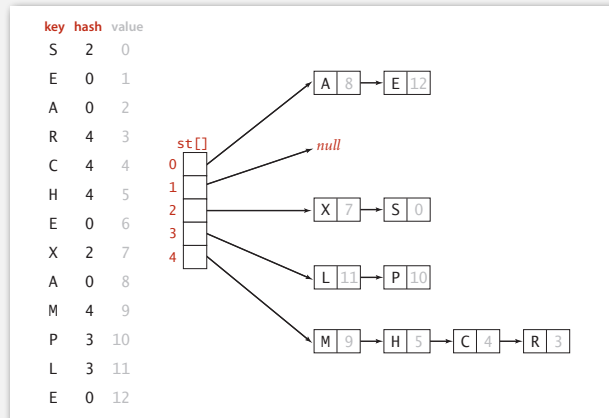 key hash value
S 2 0
E 0 1
A 0 2
R 4 3
C 4 4
H 4 5
E 0 6
X 2 7
A 0 8
M 4 9
P 3 10
L 3 11
E 0 12
st[]
0
1
2
3
4
A 8 E 12
null
X 7 S 0
L 11 P 10
M 9 H 5 C 4 R 3